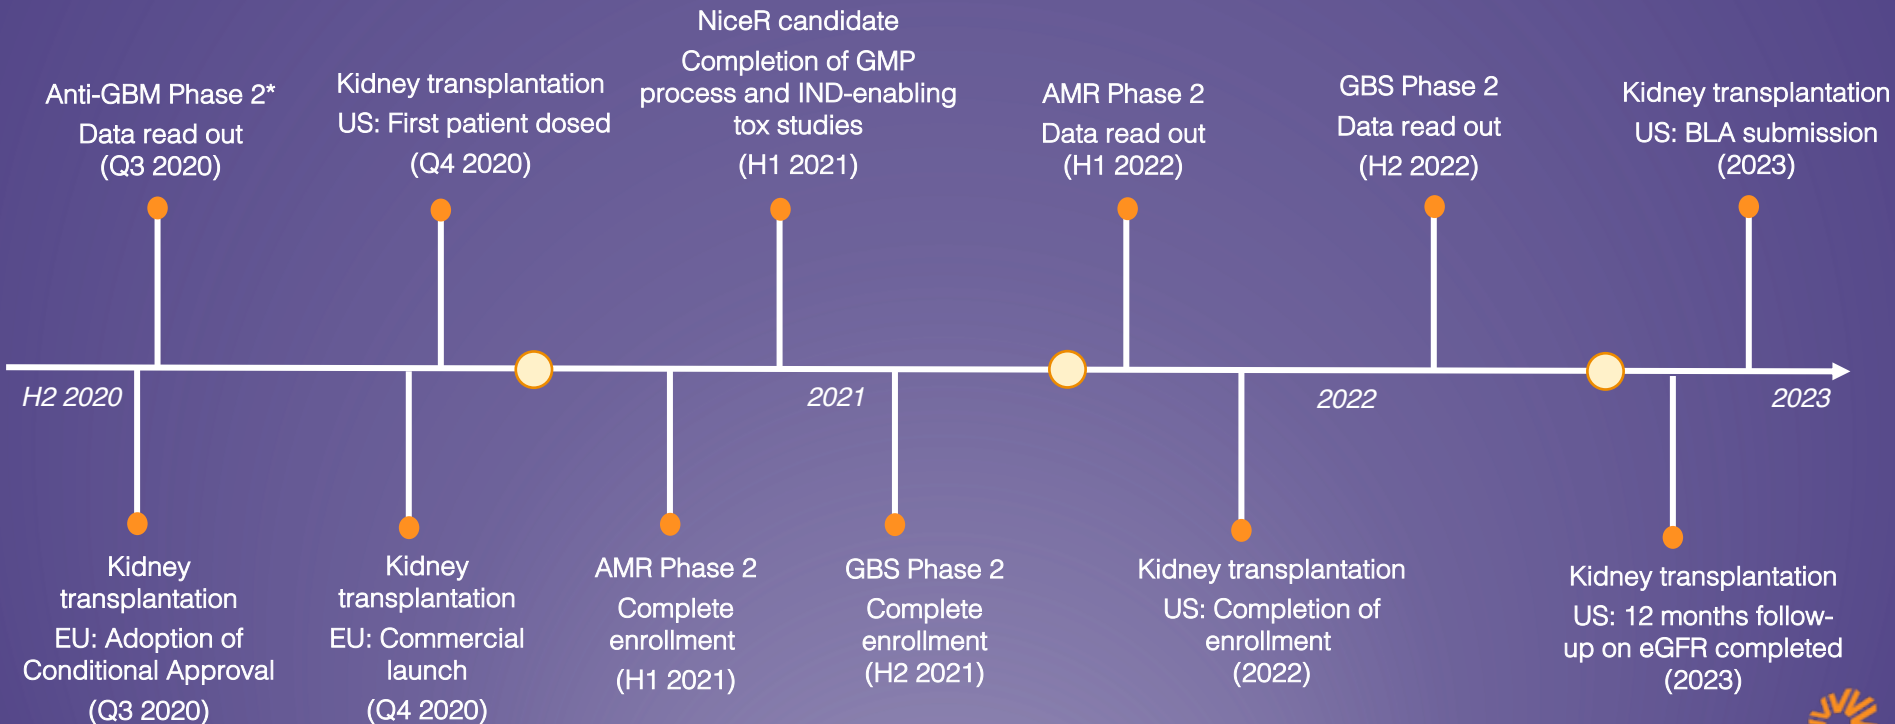 NiceR candidate
Completion of GMP
process and IND-enabling
tox studies
(H1 2021)
Anti-GBM Phase 2*
Data read out
(Q3 2020)
Kidney transplantation
US: First patient dosed
(Q4 2020)
AMR Phase 2
Data read out
(H1 2022)
GBS Phase 2
Data read out
(H2 2022)
Kidney transplantation
US: BLA submission
(2023)
H2 2020
2021
2022
2023
Kidney
transplantation
EU: Adoption of
Conditional Approval
(Q3 2020)
Kidney
transplantation
EU: Commercial
launch
(Q4 2020)
AMR Phase 2
Complete
enrollment
(H1 2021)
GBS Phase 2
Complete
enrollment
(H2 2021)
Kidney transplantation
US: Completion of
enrollment
(2022)
Kidney transplantation
US: 12 months follow-
up on eGFR completed
(2023)